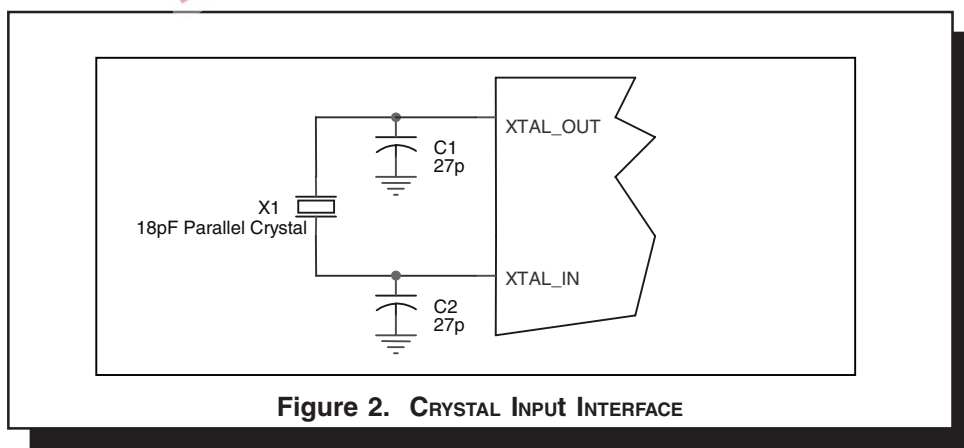 XTAL_OUT
C1
27p
X1
18pF Parallel Crystal
XTAL_IN
C2
27p
Figure 2. CRYSTAL INPUt INTERFACE